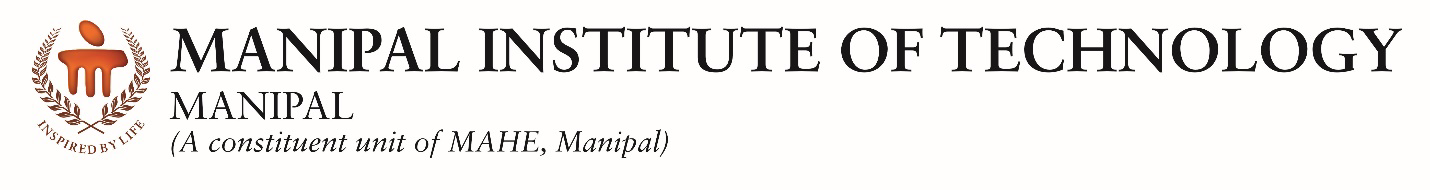 MANIPAL INSTITUTE OF TECHNOLOGY
MANIPAL
(A constituent unit of MAHE, Manipal)
INSPIRED BY LIFE